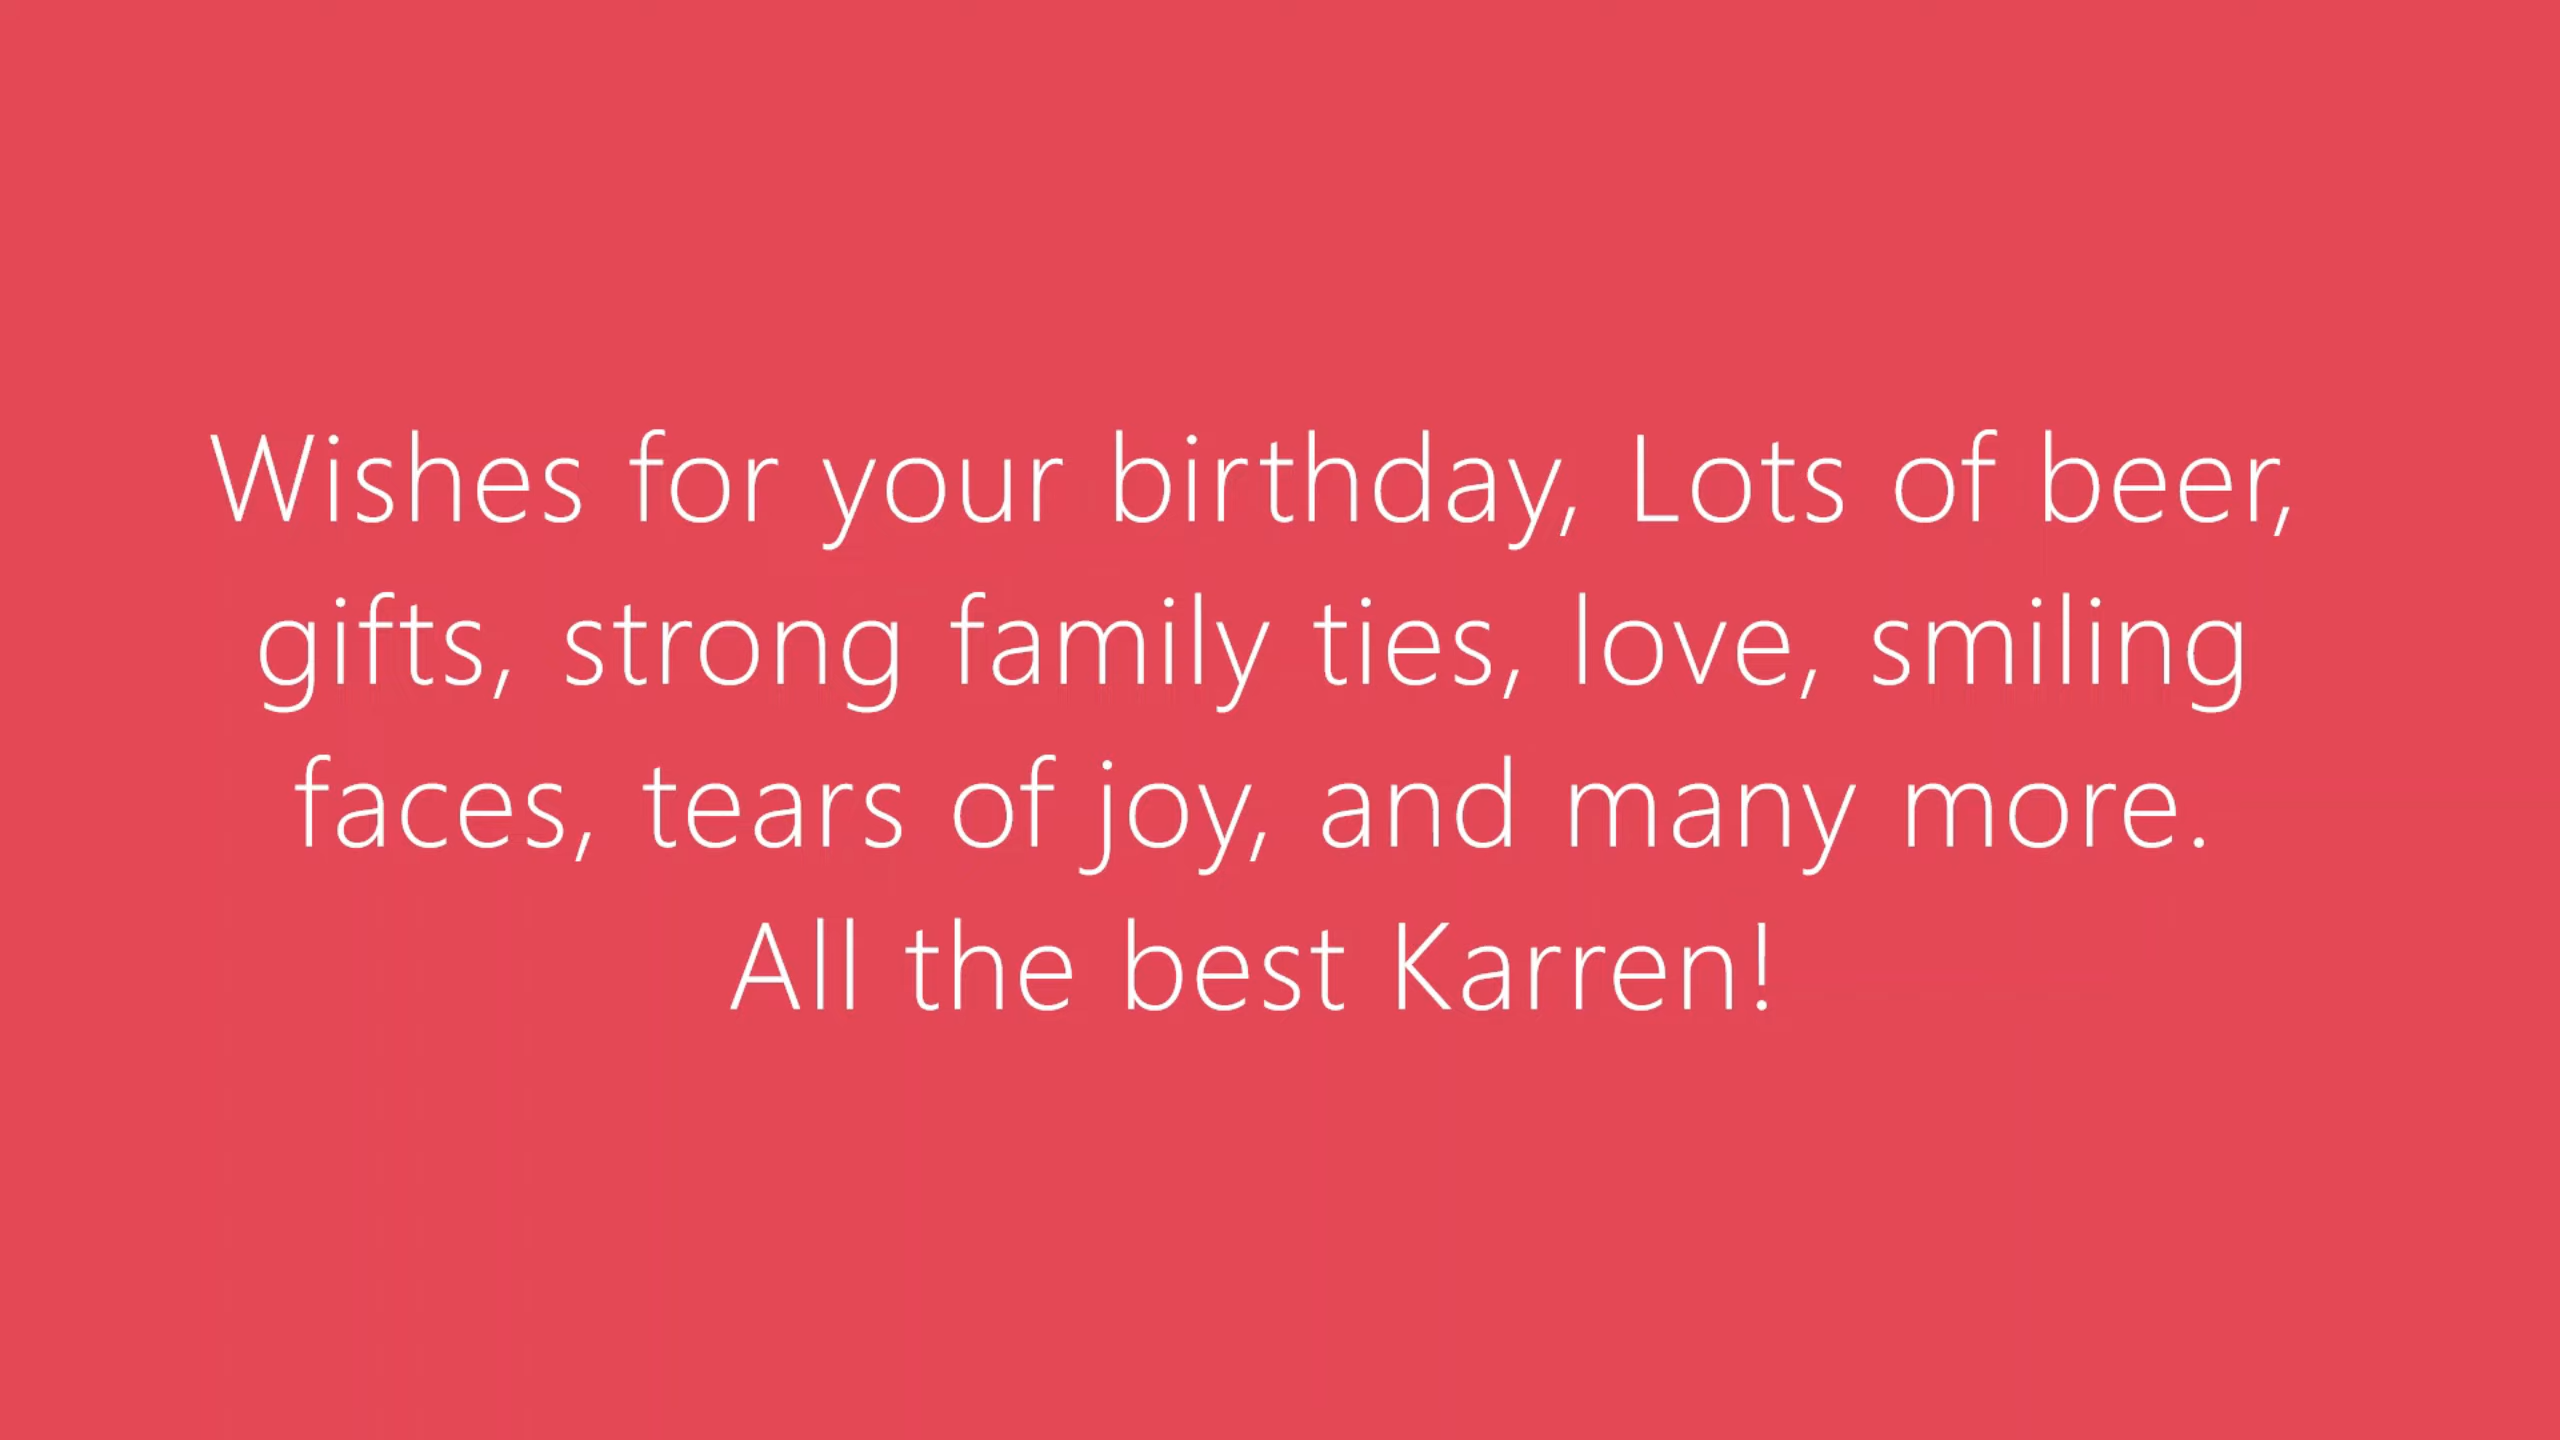 Wishes for your birthday, Lots of beer,
gifts, strong family ties, love, smiling
faces, tears of joy, and many more.
All the best Karren!